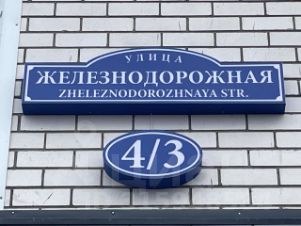 УЛИЦА
ЖЕЛЕЗНОДОРОЖНАЯ
ZHELEZNODOROZHNAYA STR.
4/3